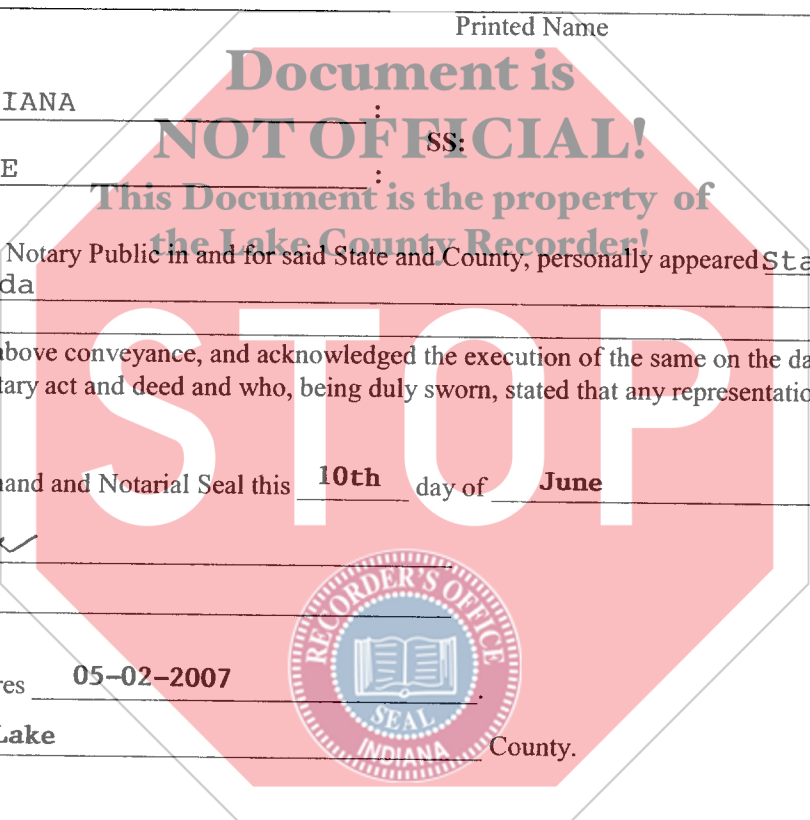 Printed Name
Document is
IANA :
NOT OFFICIAL!
SS:
E :
This Document is the property of
the Lake County Recorder!
Notary Public in and for said State and County, personally appeared Sta
da
STOP
above conveyance, and acknowledged the execution of the same on the da
tary act and deed and who, being duly sworn, stated that any representatio
hand and Notarial Seal this 10th day of June
RECORDER'S OFFICE
SEAL
INDIANA
res 05-02-2007.
Lake County.